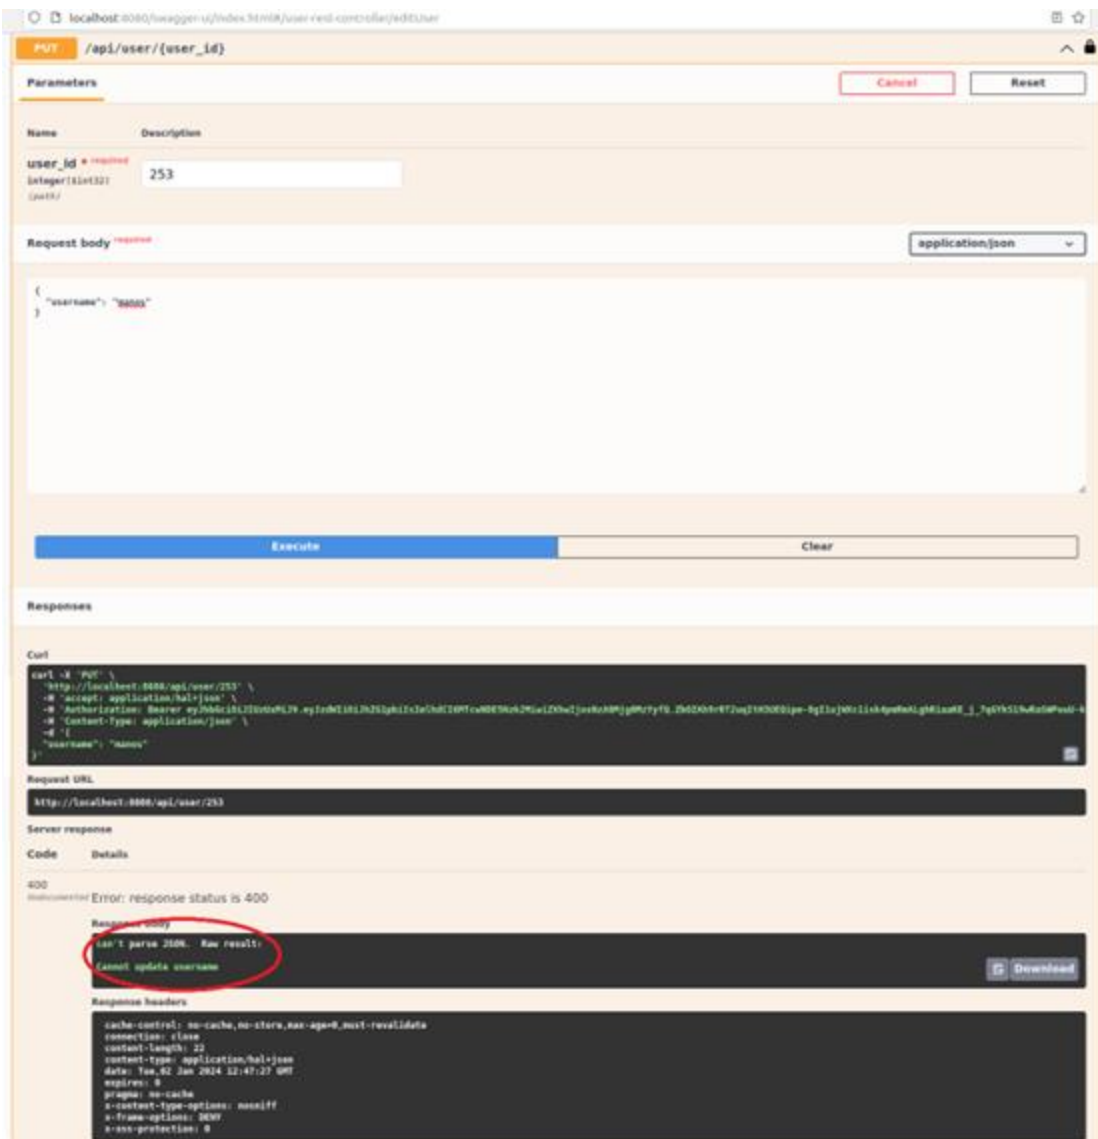 localhost:8080/swagger-ui/index.html#/user-rest-controller/editUser
PUT /api/user/{user_id}
Parameters
Cancel
Reset
Name Description
user_id * required
integer($int32)
(path)
253
Request body required
application/json
{
"username": "manos"
}
Execute
Clear
Responses
Curl
curl -X 'PUT' \
'http://localhost:8080/api/user/253' \
-H 'accept: application/hal+json' \
-H 'Authorization: Bearer
-H 'Content-Type: application/json' \
-d '{
"username": "manos"
}'
Request URL
http://localhost:8080/api/user/253
Server response
Code Details
400
Undocumented
Error: response status is 400
Response body
can't parse JSON. Raw result:
Cannot update username
Download
Response headers
cache-control: no-cache,no-store,max-age=0,must-revalidate
connection: close
content-length: 22
content-type: application/hal+json
date: Tue,02 Jan 2024 12:47:27 GMT
expires: 0
pragma: no-cache
x-content-type-options: nosniff
x-frame-options: DENY
x-xss-protection: 0